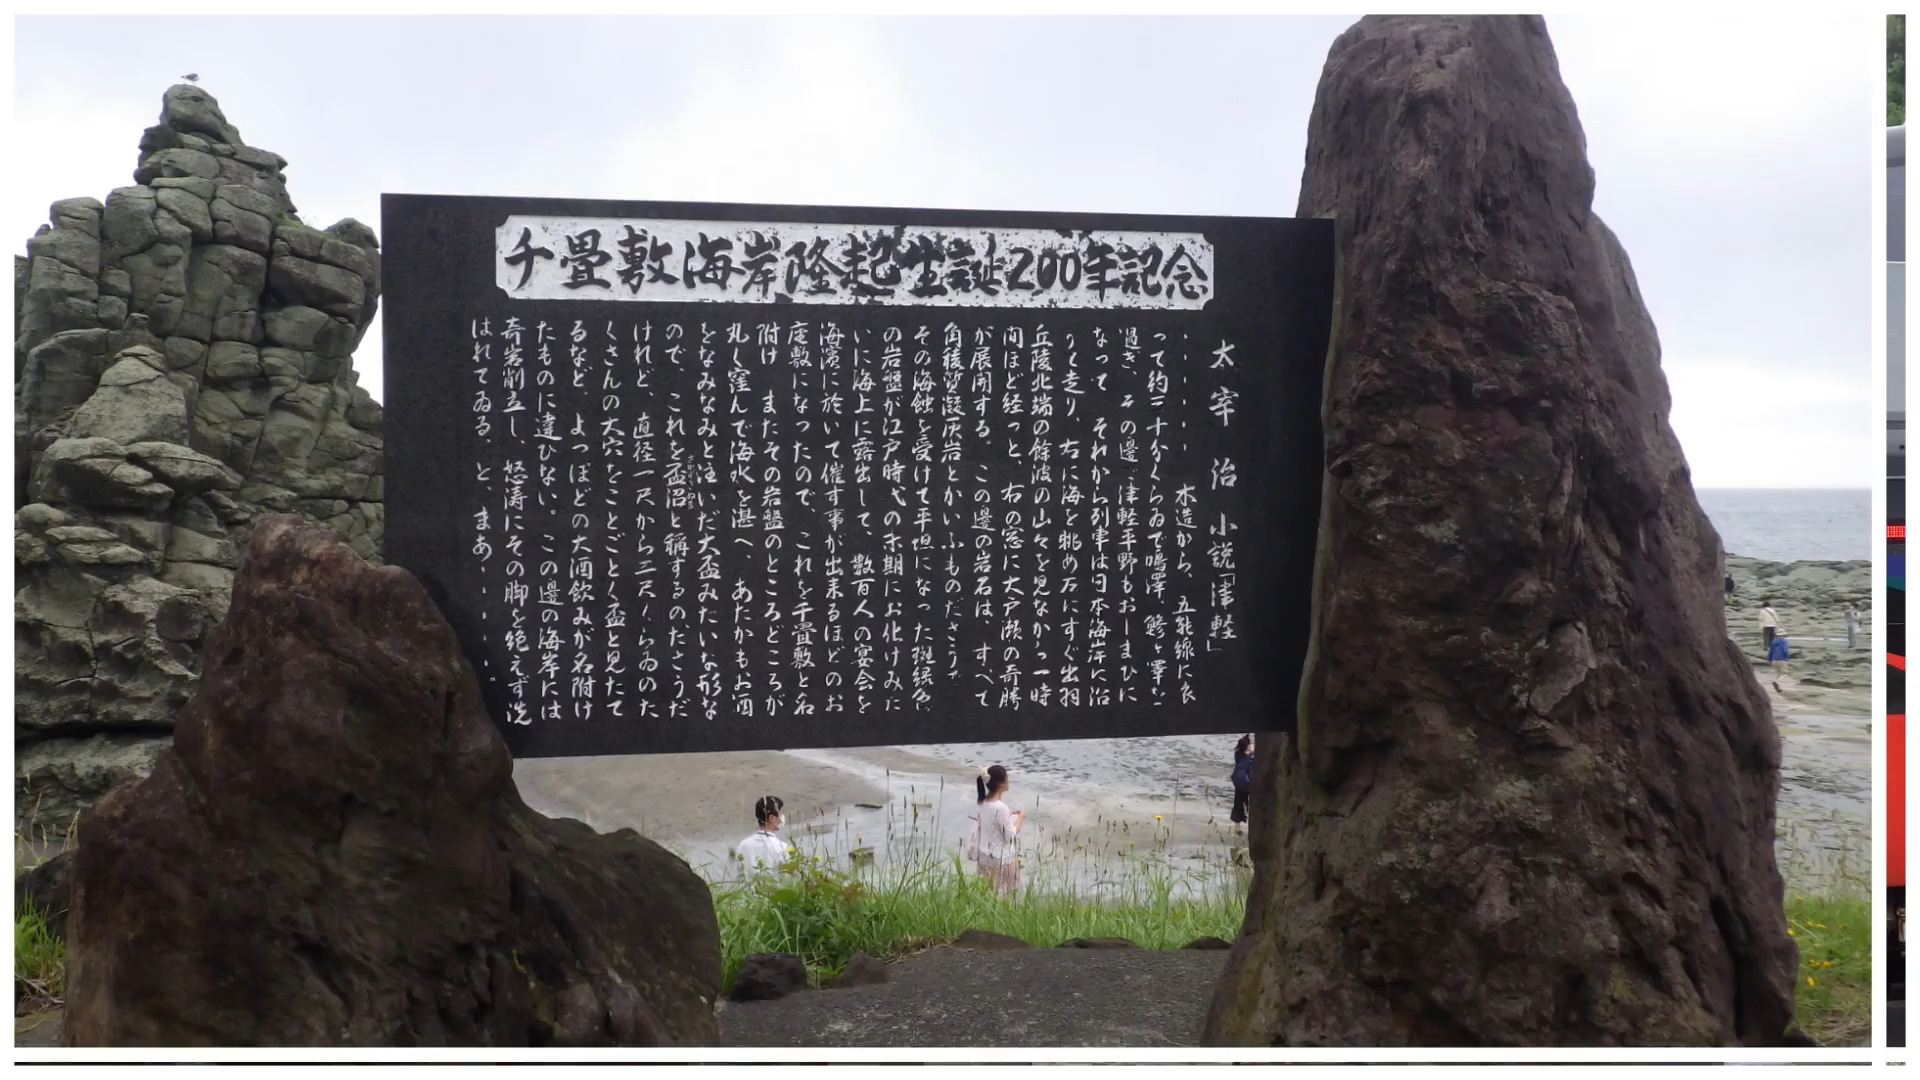 千畳敷海岸隆起生誕200年記念
太宰治 小説「津軽」
・・・・・木造から、五能線に依
って約三十分くらゐで鳴澤、鰺ヶ澤を
過ぎ、その邊で津軽平野もおしまひに
なって、それから列車は日本海岸に沿
うて走り、右に海を眺め左にすぐ出羽
丘陵北端の餘波の山々を見ながら一時
間ほど経つと、右の窓に大戸瀬の奇勝
が展開する。この邊の岩石は、すべて
角稜質凝灰岩とかいふものださうで
その海蝕を受けて平坦になった斑緑色
の岩盤が江戸時代の末期にお化けみた
いに海上に露出して、数百人の宴会を
海濱に於いて催す事が出来るほどのお
座敷になったので、これを千畳敷と名
附け またその岩盤のところどころが
丸く窪んで海水を湛へ、あたかもお酒
をなみなみと注いだ大盃みたいな形な
ので、これを盃沼と稱するのださうだ
けれど、直径一尺から二尺くらゐのた
くさんの大穴をことごとく盃と見たて
るなど、よっぽどの大酒飲みが名附け
たものに違ひない。この邊の海岸には
奇岩削立し、怒涛にその脚を絶えず洗
はれてゐる、と、まあ、・・・・・。